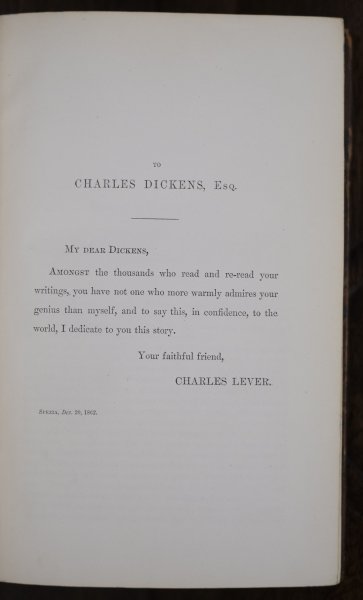 TO
CHARLES DICKENS, Esq.
My dear Dickens,
Amongst the thousands who read and re-read your
writings, you have not one who more warmly admires your
genius than myself, and to say this, in confidence, to the
world, I dedicate to you this story.
Your faithful friend,
CHARLES LEVER.
Spezia, Dec. 20, 1862.